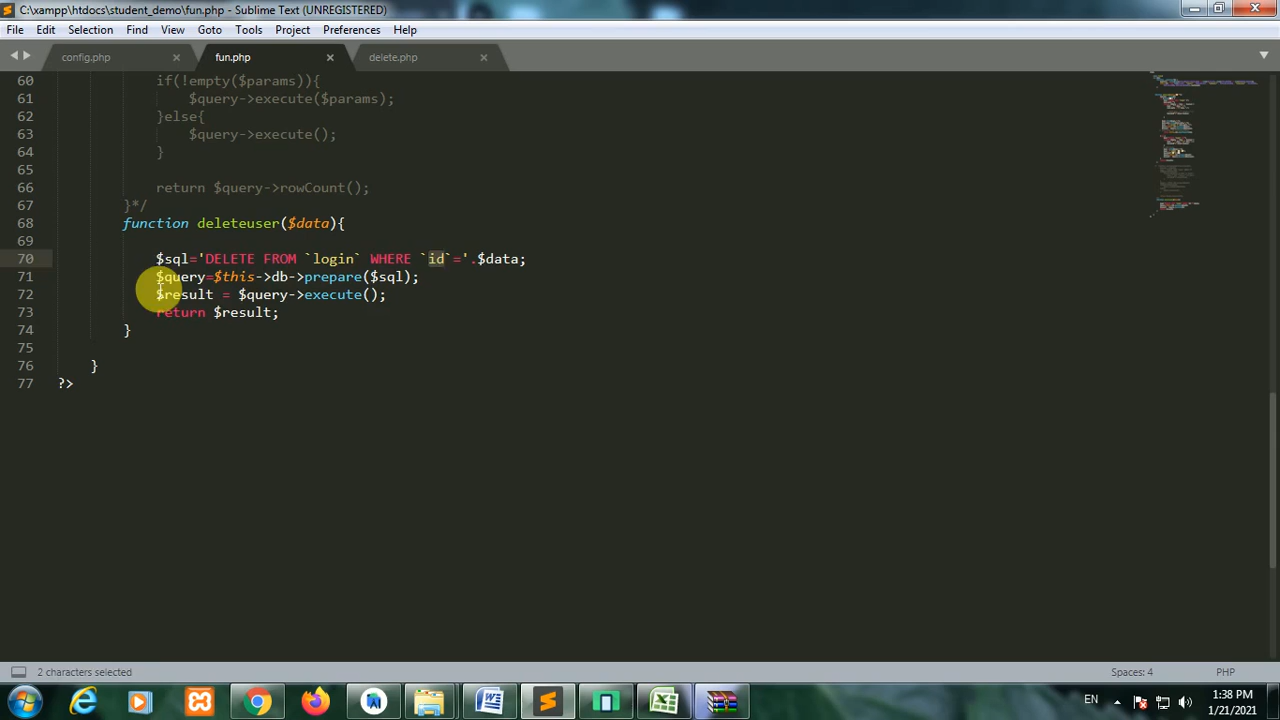 C:\xampp\htdocs\student_demo\fun.php - Sublime Text (UNREGISTERED)
File Edit Selection Find View Goto Tools Project Preferences Help
config.php fun.php delete.php
60 if(!empty($params)){
61 $query->execute($params);
62 }else{
63 $query->execute();
64 }
65
66 return $query->rowCount();
67 }*/
68 function deleteuser($data){
69
70 $sql='DELETE FROM `login` WHERE `id`='.$data;
71 $query=$this->db->prepare($sql);
72 $result = $query->execute();
73 return $result;
74 }
75
76 }
77 ?>
2 characters selected Spaces: 4 PHP
EN 1:38 PM
1/21/2021